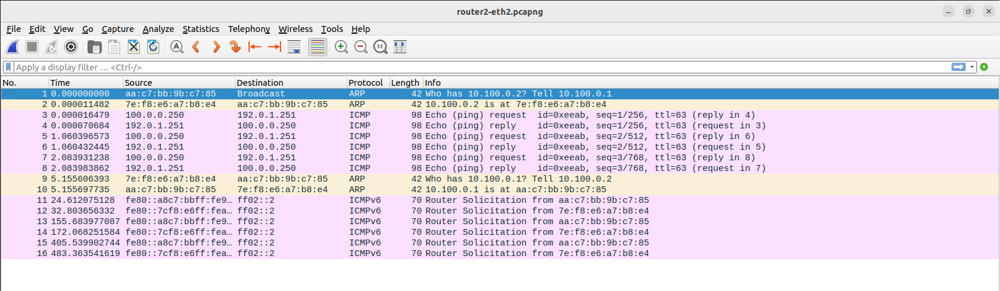 router2-eth2.pcapng
File Edit View Go Capture Analyze Statistics Telephony Wireless Tools Help
Apply a display filter … <Ctrl-/>
No. Time Source Destination Protocol Length Info
1 0.000000000 aa:c7:bb:9b:c7:85 Broadcast ARP 42 Who has 10.100.0.2? Tell 10.100.0.1
2 0.000011482 7e:f8:e6:a7:b8:e4 aa:c7:bb:9b:c7:85 ARP 42 10.100.0.2 is at 7e:f8:e6:a7:b8:e4
3 0.000016479 100.0.0.250 192.0.1.251 ICMP 98 Echo (ping) request id=0xeeab, seq=1/256, ttl=63 (reply in 4)
4 0.000070684 192.0.1.251 100.0.0.250 ICMP 98 Echo (ping) reply id=0xeeab, seq=1/256, ttl=63 (request in 3)
5 1.060396573 100.0.0.250 192.0.1.251 ICMP 98 Echo (ping) request id=0xeeab, seq=2/512, ttl=63 (reply in 6)
6 1.060432445 192.0.1.251 100.0.0.250 ICMP 98 Echo (ping) reply id=0xeeab, seq=2/512, ttl=63 (request in 5)
7 2.083931238 100.0.0.250 192.0.1.251 ICMP 98 Echo (ping) request id=0xeeab, seq=3/768, ttl=63 (reply in 8)
8 2.083983862 192.0.1.251 100.0.0.250 ICMP 98 Echo (ping) reply id=0xeeab, seq=3/768, ttl=63 (request in 7)
9 5.155606393 7e:f8:e6:a7:b8:e4 aa:c7:bb:9b:c7:85 ARP 42 Who has 10.100.0.1? Tell 10.100.0.2
10 5.155697735 aa:c7:bb:9b:c7:85 7e:f8:e6:a7:b8:e4 ARP 42 10.100.0.1 is at aa:c7:bb:9b:c7:85
11 24.612075128 fe80::a8c7:bbff:fe9… ff02::2 ICMPv6 70 Router Solicitation from aa:c7:bb:9b:c7:85
12 32.803656332 fe80::7cf8:e6ff:fea… ff02::2 ICMPv6 70 Router Solicitation from 7e:f8:e6:a7:b8:e4
13 155.683977087 fe80::a8c7:bbff:fe9… ff02::2 ICMPv6 70 Router Solicitation from aa:c7:bb:9b:c7:85
14 172.068251584 fe80::7cf8:e6ff:fea… ff02::2 ICMPv6 70 Router Solicitation from 7e:f8:e6:a7:b8:e4
15 405.539902744 fe80::a8c7:bbff:fe9… ff02::2 ICMPv6 70 Router Solicitation from aa:c7:bb:9b:c7:85
16 483.363541619 fe80::7cf8:e6ff:fea… ff02::2 ICMPv6 70 Router Solicitation from 7e:f8:e6:a7:b8:e4